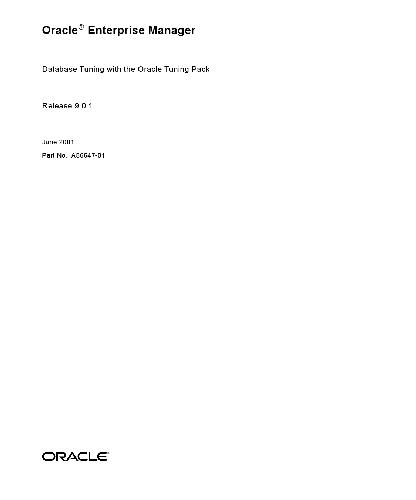 Oracle® Enterprise Manager
Database Tuning with the Oracle Tuning Pack
Release 9.0.1
June 2001
Part No. A86647-01
ORACLE®